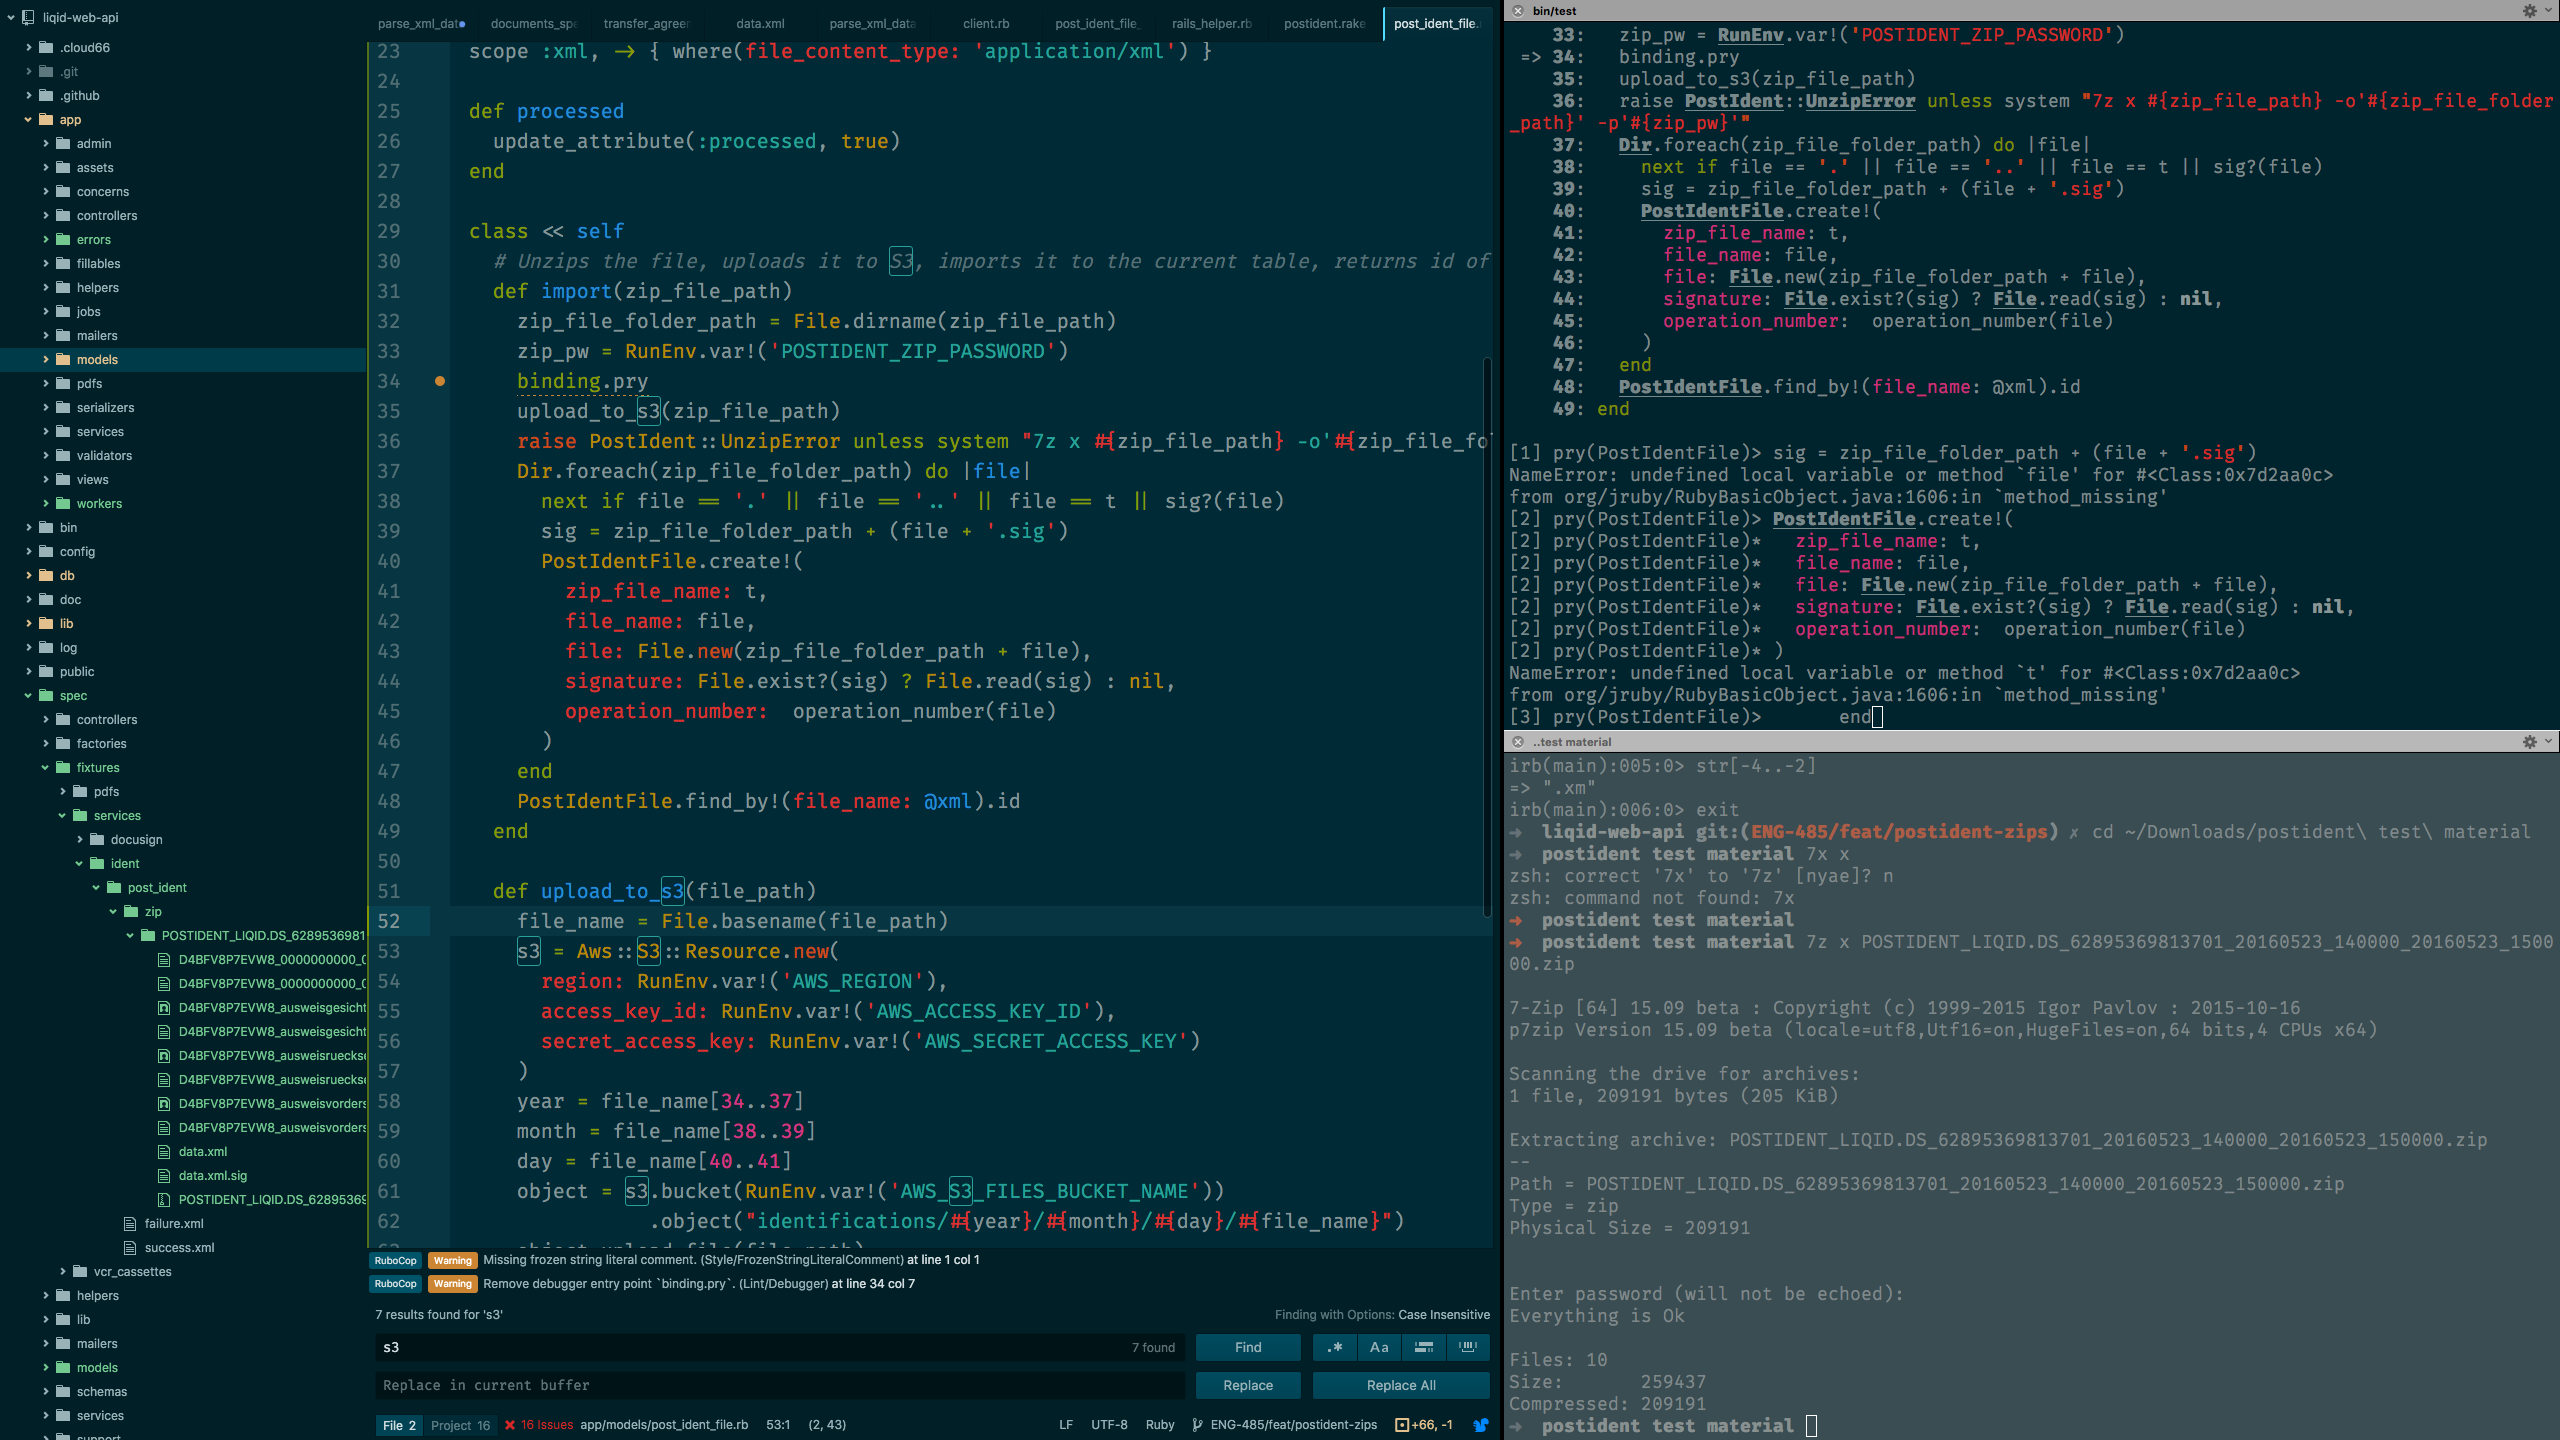 liqid-web-api
.cloud66
.git
.github
app
admin
assets
concerns
controllers
errors
fillables
helpers
jobs
mailers
models
pdfs
serializers
services
validators
views
workers
bin
config
db
doc
lib
log
public
spec
controllers
factories
fixtures
pdfs
services
docusign
ident
post_ident
zip
POSTIDENT_LIQID.DS_6289536981
D4BFV8P7EVW8_0000000000_0
D4BFV8P7EVW8_0000000000_0
D4BFV8P7EVW8_ausweisgesicht
D4BFV8P7EVW8_ausweisgesicht
D4BFV8P7EVW8_ausweisruecks
D4BFV8P7EVW8_ausweisruecks
D4BFV8P7EVW8_ausweisvorders
D4BFV8P7EVW8_ausweisvorders
data.xml
data.xml.sig
POSTIDENT_LIQID.DS_6289536
failure.xml
success.xml
vcr_cassettes
helpers
lib
mailers
models
schemas
services
parse_xml_dat documents_spe transfer_agreer data.xml parse_xml_data client.rb post_ident_file_ rails_helper.rb postident.rake post_ident_file.
23 scope :xml, -> { where(file_content_type: 'application/xml') }
24
25 def processed
26 update_attribute(:processed, true)
27 end
28
29 class << self
30 # Unzips the file, uploads it to S3, imports it to the current table, returns id of
31 def import(zip_file_path)
32 zip_file_folder_path = File.dirname(zip_file_path)
33 zip_pw = RunEnv.var!('POSTIDENT_ZIP_PASSWORD')
34 binding.pry
35 upload_to_s3(zip_file_path)
36 raise PostIdent::UnzipError unless system "7z x #{zip_file_path} -o'#{zip_file_fo
37 Dir.foreach(zip_file_folder_path) do |file|
38 next if file == '.' || file == '..' || file == t || sig?(file)
39 sig = zip_file_folder_path + (file + '.sig')
40 PostIdentFile.create!(
41 zip_file_name: t,
42 file_name: file,
43 file: File.new(zip_file_folder_path + file),
44 signature: File.exist?(sig) ? File.read(sig) : nil,
45 operation_number:  operation_number(file)
46 )
47 end
48 PostIdentFile.find_by!(file_name: @xml).id
49 end
50
51 def upload_to_s3(file_path)
52 file_name = File.basename(file_path)
53 s3 = Aws::S3::Resource.new(
54 region: RunEnv.var!('AWS_REGION'),
55 access_key_id: RunEnv.var!('AWS_ACCESS_KEY_ID'),
56 secret_access_key: RunEnv.var!('AWS_SECRET_ACCESS_KEY')
57 )
58 year = file_name[34..37]
59 month = file_name[38..39]
60 day = file_name[40..41]
61 object = s3.bucket(RunEnv.var!('AWS_S3_FILES_BUCKET_NAME'))
62 .object("identifications/#{year}/#{month}/#{day}/#{file_name}")
RuboCop Warning Missing frozen string literal comment. (Style/FrozenStringLiteralComment) at line 1 col 1
RuboCop Warning Remove debugger entry point `binding.pry`. (Lint/Debugger) at line 34 col 7
7 results found for 's3' Finding with Options: Case Insensitive
s3 7 found Find .* Aa
Replace in current buffer Replace Replace All
File 2 Project 16 16 Issues app/models/post_ident_file.rb 53:1 (2, 43) LF UTF-8 Ruby ENG-485/feat/postident-zips +66, -1
bin/test
33: zip_pw = RunEnv.var!('POSTIDENT_ZIP_PASSWORD')
=> 34: binding.pry
35: upload_to_s3(zip_file_path)
36: raise PostIdent::UnzipError unless system "7z x #{zip_file_path} -o'#{zip_file_folder
_path}' -p'#{zip_pw}'"
37: Dir.foreach(zip_file_folder_path) do |file|
38: next if file == '.' || file == '..' || file == t || sig?(file)
39: sig = zip_file_folder_path + (file + '.sig')
40: PostIdentFile.create!(
41: zip_file_name: t,
42: file_name: file,
43: file: File.new(zip_file_folder_path + file),
44: signature: File.exist?(sig) ? File.read(sig) : nil,
45: operation_number:  operation_number(file)
46: )
47: end
48: PostIdentFile.find_by!(file_name: @xml).id
49: end
[1] pry(PostIdentFile)> sig = zip_file_folder_path + (file + '.sig')
NameError: undefined local variable or method `file' for #<Class:0x7d2aa0c>
from org/jruby/RubyBasicObject.java:1606:in `method_missing'
[2] pry(PostIdentFile)> PostIdentFile.create!(
[2] pry(PostIdentFile)* zip_file_name: t,
[2] pry(PostIdentFile)* file_name: file,
[2] pry(PostIdentFile)* file: File.new(zip_file_folder_path + file),
[2] pry(PostIdentFile)* signature: File.exist?(sig) ? File.read(sig) : nil,
[2] pry(PostIdentFile)* operation_number:  operation_number(file)
[2] pry(PostIdentFile)* )
NameError: undefined local variable or method `t' for #<Class:0x7d2aa0c>
from org/jruby/RubyBasicObject.java:1606:in `method_missing'
[3] pry(PostIdentFile)> end
..test material
irb(main):005:0> str[-4..-2]
=> ".xm"
irb(main):006:0> exit
➜ liqid-web-api git:(ENG-485/feat/postident-zips) ✗ cd ~/Downloads/postident\ test\ material
➜ postident test material 7x x
zsh: correct '7x' to '7z' [nyae]? n
zsh: command not found: 7x
➜ postident test material
➜ postident test material 7z x POSTIDENT_LIQID.DS_62895369813701_20160523_140000_20160523_1500
00.zip
7-Zip [64] 15.09 beta : Copyright (c) 1999-2015 Igor Pavlov : 2015-10-16
p7zip Version 15.09 beta (locale=utf8,Utf16=on,HugeFiles=on,64 bits,4 CPUs x64)
Scanning the drive for archives:
1 file, 209191 bytes (205 KiB)
Extracting archive: POSTIDENT_LIQID.DS_62895369813701_20160523_140000_20160523_150000.zip
--
Path = POSTIDENT_LIQID.DS_62895369813701_20160523_140000_20160523_150000.zip
Type = zip
Physical Size = 209191
Enter password (will not be echoed):
Everything is Ok
Files: 10
Size: 259437
Compressed: 209191
➜ postident test material